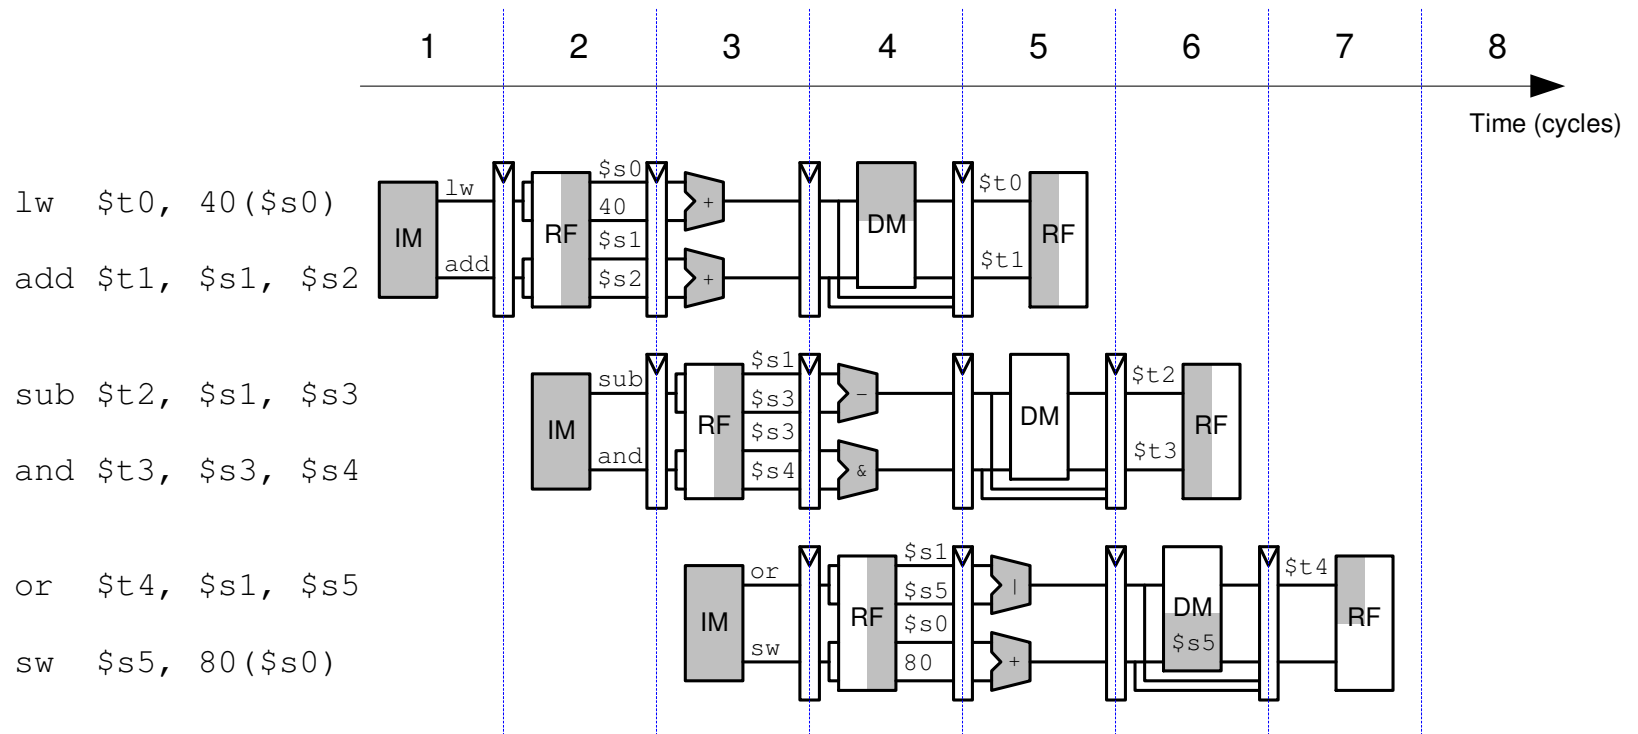 1 2 3 4 5 6 7 8
Time (cycles)
lw $t0, 40($s0)
add $t1, $s1, $s2
IM
lw
add
RF
$s0
40
$s1
$s2
+
+
DM
$t0
$t1
RF
sub $t2, $s1, $s3
and $t3, $s3, $s4
IM
sub
and
RF
$s1
$s3
$s3
$s4
-
&
DM
$t2
$t3
RF
or $t4, $s1, $s5
sw $s5, 80($s0)
IM
or
sw
RF
$s1
$s5
$s0
80
|
+
DM
$s5
$t4
RF